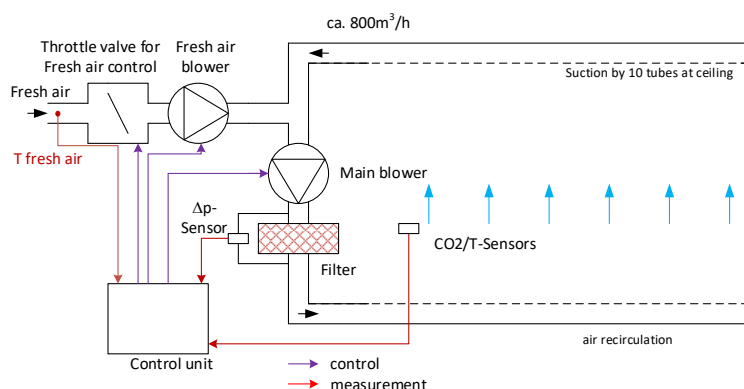 ca. 800m³/h
Throttle valve for
Fresh air control
Fresh air
blower
Fresh air
Suction by 10 tubes at ceiling
T fresh air
Main blower
Δp-
Sensor
CO2/T-Sensors
Filter
air recirculation
Control unit
control
measurement